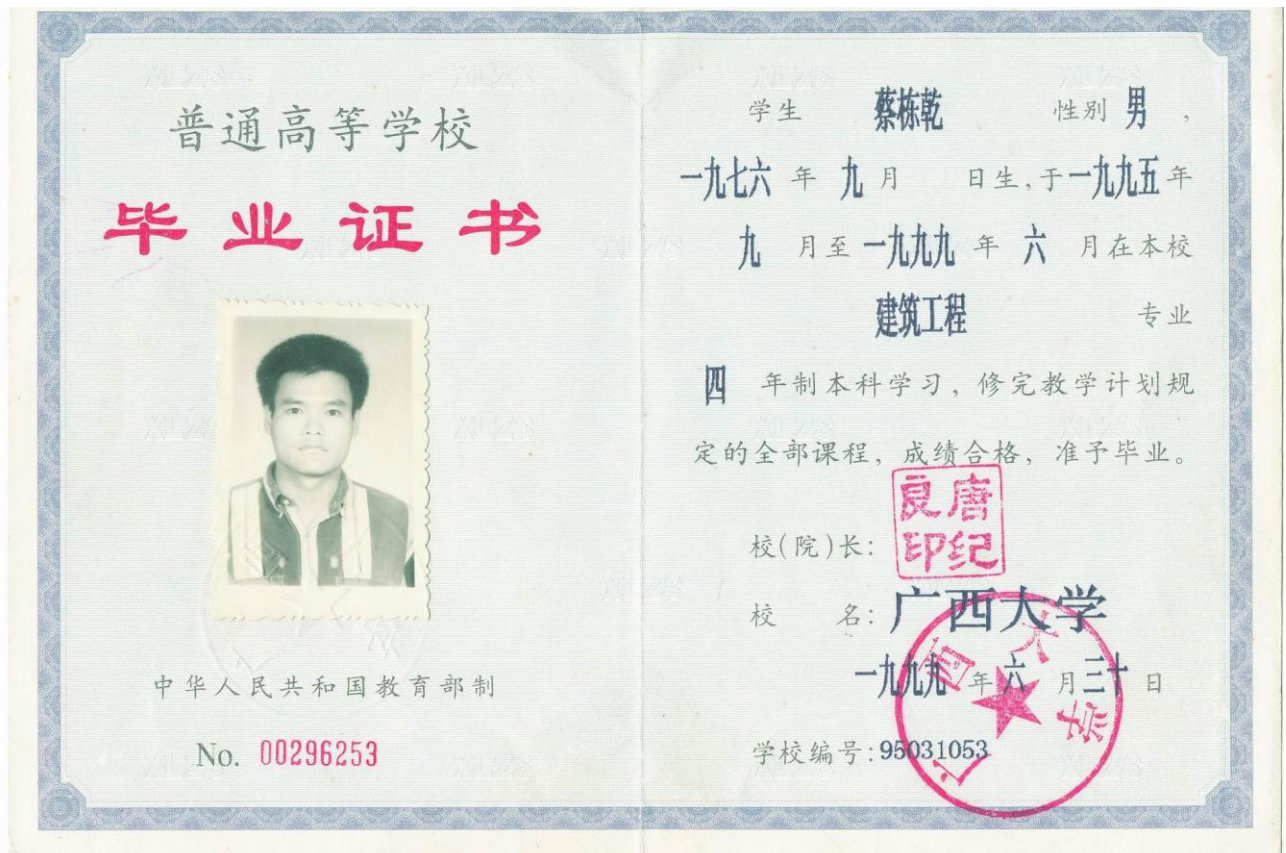 普通高等学校
毕业证书
中华人民共和国教育部制
No. 00296253
学生 蔡栋乾 性别 男，
一九七六 年 九 月 日生，于一九九五年
九 月至 一九九九 年 六 月在本校
建筑工程 专业
四 年制本科学习，修完教学计划规
定的全部课程，成绩合格，准予毕业。
校(院)长：
唐纪良印
校 名：广西大学
一九九九 年 六 月 三十 日
学校编号：95031053
广西大学